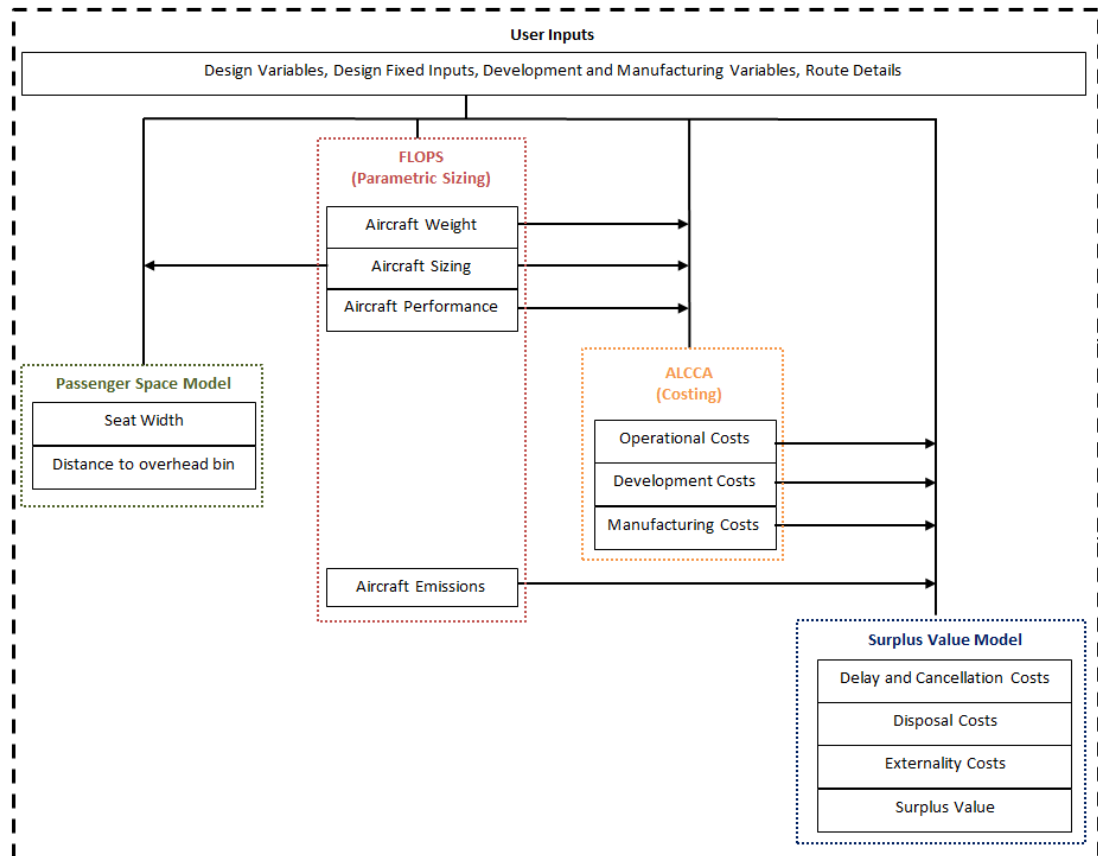 User Inputs
Design Variables, Design Fixed Inputs, Development and Manufacturing Variables, Route Details
FLOPS
(Parametric Sizing)
Aircraft Weight
Aircraft Sizing
Aircraft Performance
Passenger Space Model
Seat Width
Distance to overhead bin
ALCCA
(Costing)
Operational Costs
Development Costs
Manufacturing Costs
Aircraft Emissions
Surplus Value Model
Delay and Cancellation Costs
Disposal Costs
Externality Costs
Surplus Value